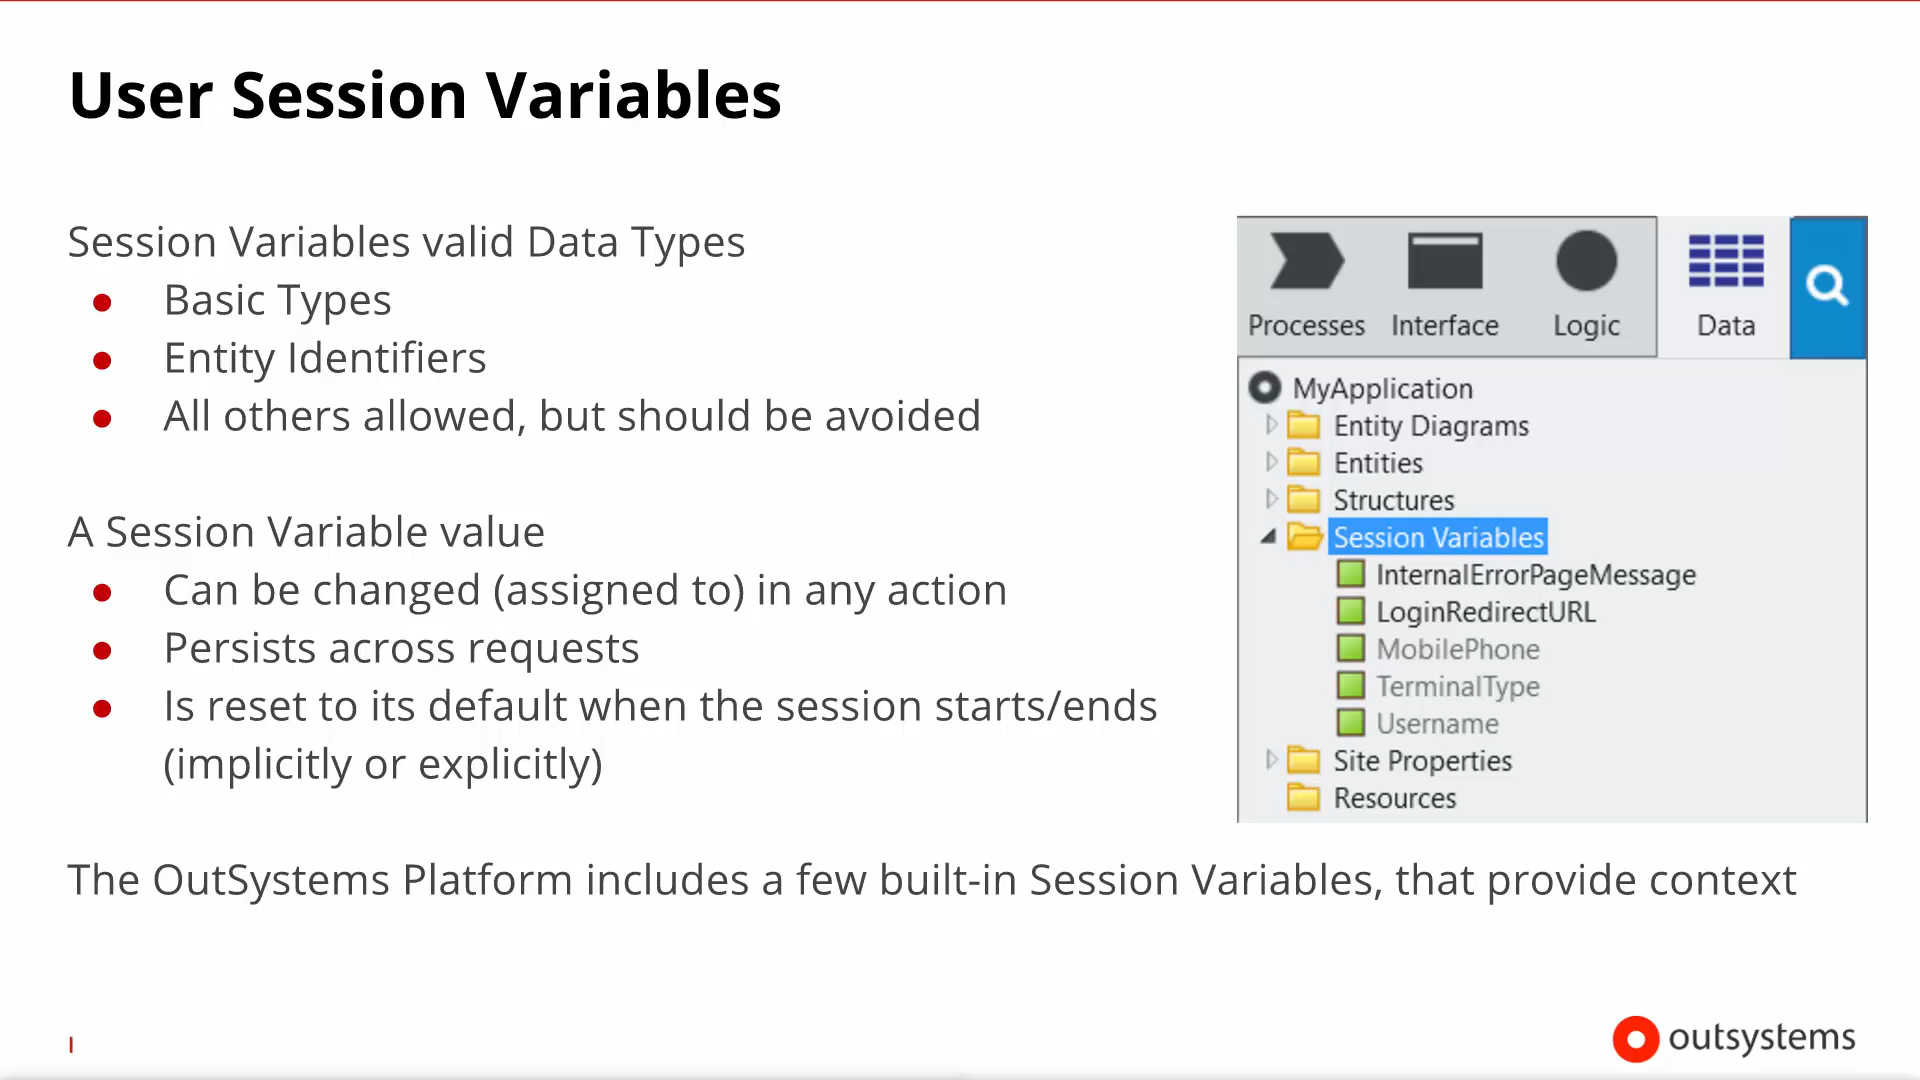 User Session Variables
Session Variables valid Data Types
● Basic Types
● Entity Identifiers
● All others allowed, but should be avoided
A Session Variable value
● Can be changed (assigned to) in any action
● Persists across requests
● Is reset to its default when the session starts/ends
(implicitly or explicitly)
Processes Interface Logic Data
MyApplication
Entity Diagrams
Entities
Structures
Session Variables
InternalErrorPageMessage
LoginRedirectURL
MobilePhone
TerminalType
Username
Site Properties
Resources
The OutSystems Platform includes a few built-in Session Variables, that provide context
I
outsystems